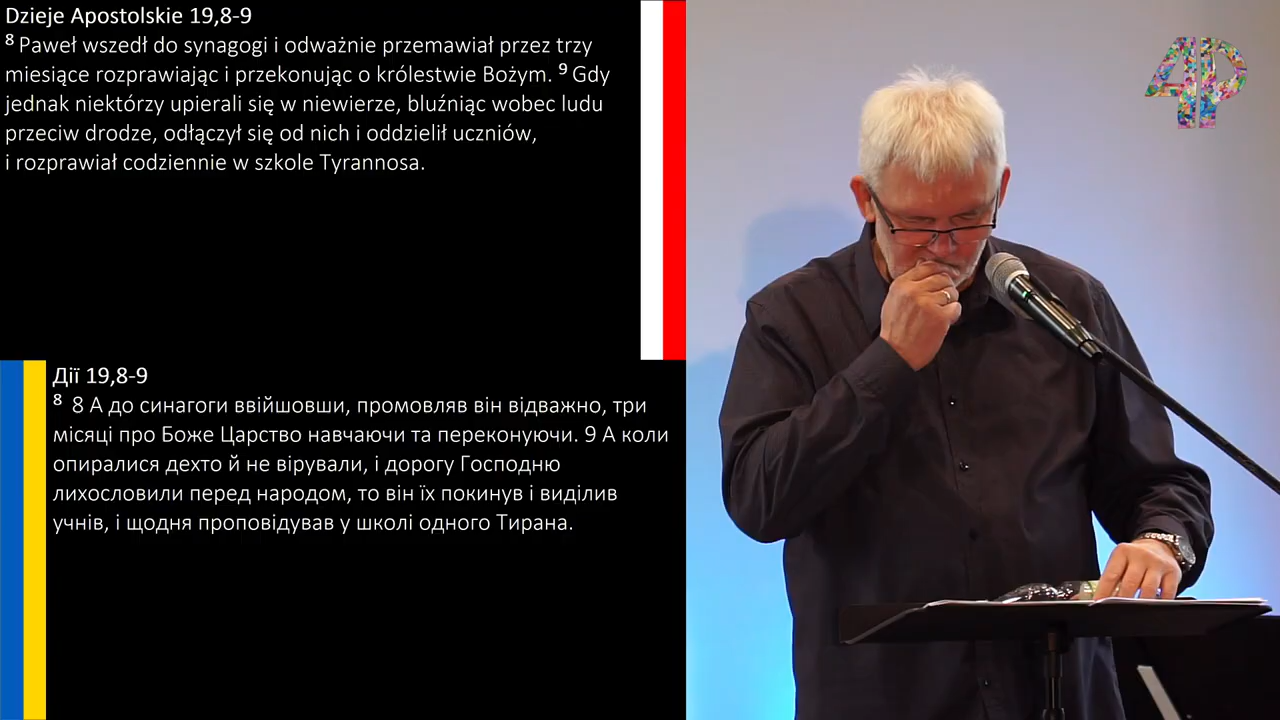 Dzieje Apostolskie 19,8-9
⁸ Paweł wszedł do synagogi i odważnie przemawiał przez trzy
miesiące rozprawiając i przekonując o królestwie Bożym. ⁹ Gdy
jednak niektórzy upierali się w niewierze, bluźniąc wobec ludu
przeciw drodze, odłączył się od nich i oddzielił uczniów,
i rozprawiał codziennie w szkole Tyrannosa.
4P
Дії 19,8-9
⁸ 8 А до синагоги ввійшовши, промовляв він відважно, три
місяці про Боже Царство навчаючи та переконуючи. 9 А коли
опиралися дехто й не вірували, і дорогу Господню
лихословили перед народом, то він їх покинув і виділив
учнів, і щодня проповідував у школі одного Тирана.